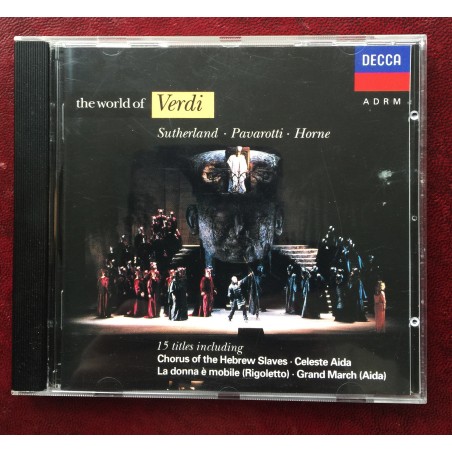 DECCA
ADRM
the world of Verdi
Sutherland · Pavarotti · Horne
15 titles including
Chorus of the Hebrew Slaves · Celeste Aida
La donna è mobile (Rigoletto) · Grand March (Aida)